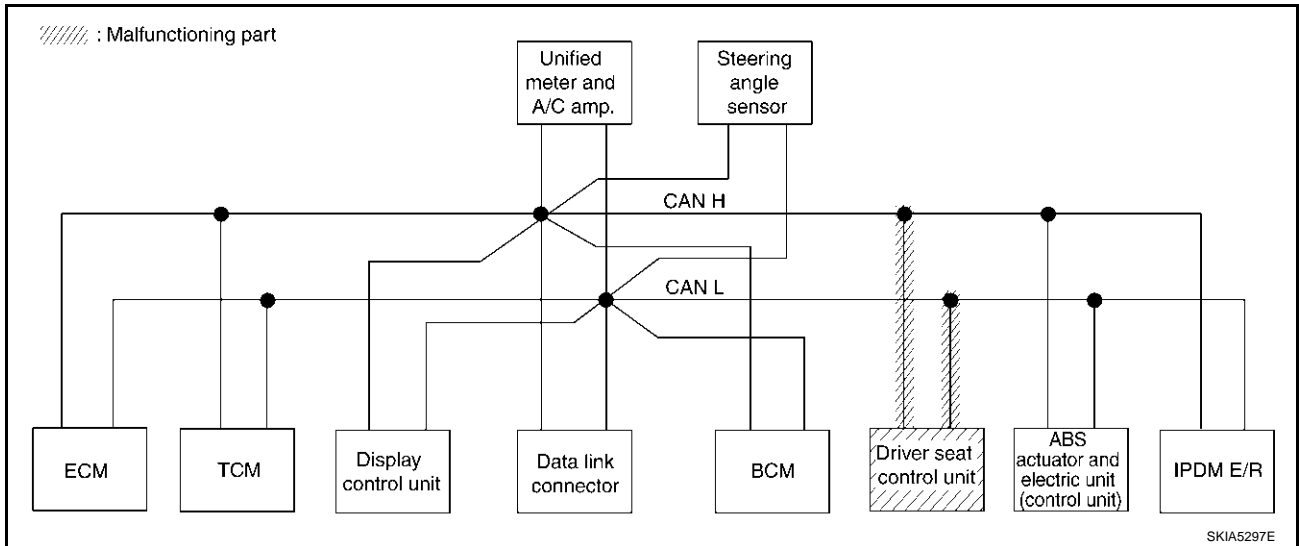 : Malfunctioning part
Unified
meter and
A/C amp.
Steering
angle
sensor
CAN H
CAN L
ECM
TCM
Display
control unit
Data link
connector
BCM
Driver seat
control unit
ABS
actuator and
electric unit
(control unit)
IPDM E/R
SKIA5297E